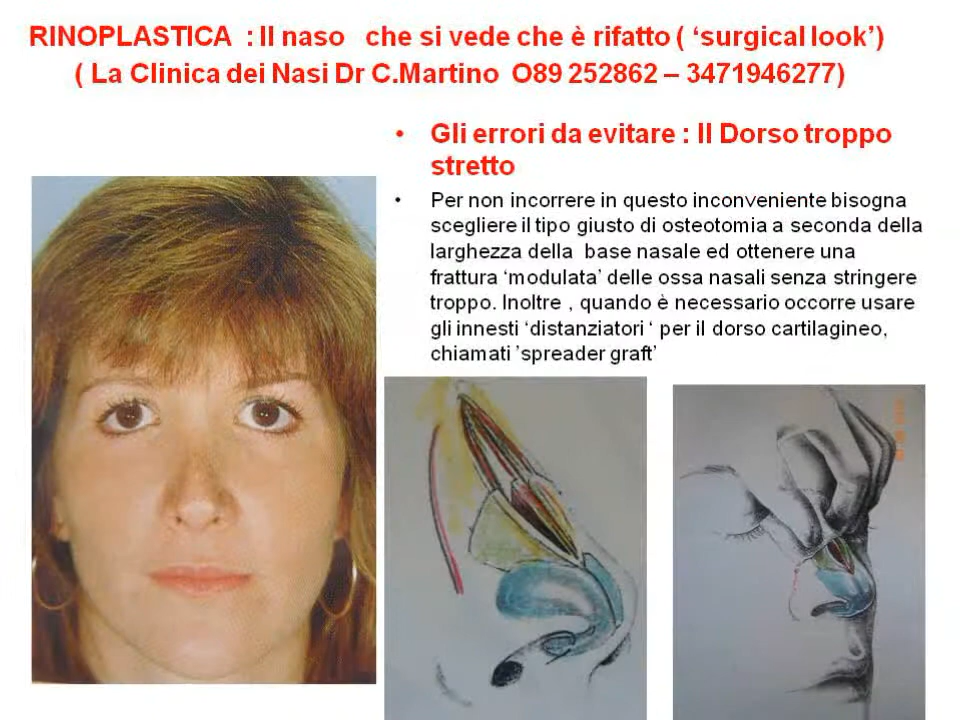 RINOPLASTICA : Il naso che si vede che è rifatto ( ‘surgical look’)
( La Clinica dei Nasi Dr C.Martino O89 252862 – 3471946277)
• Gli errori da evitare : Il Dorso troppo
stretto
• Per non incorrere in questo inconveniente bisogna
scegliere il tipo giusto di osteotomia a seconda della
larghezza della base nasale ed ottenere una
frattura ‘modulata’ delle ossa nasali senza stringere
troppo. Inoltre , quando è necessario occorre usare
gli innesti ‘distanziatori ‘ per il dorso cartilagineo,
chiamati ’spreader graft’